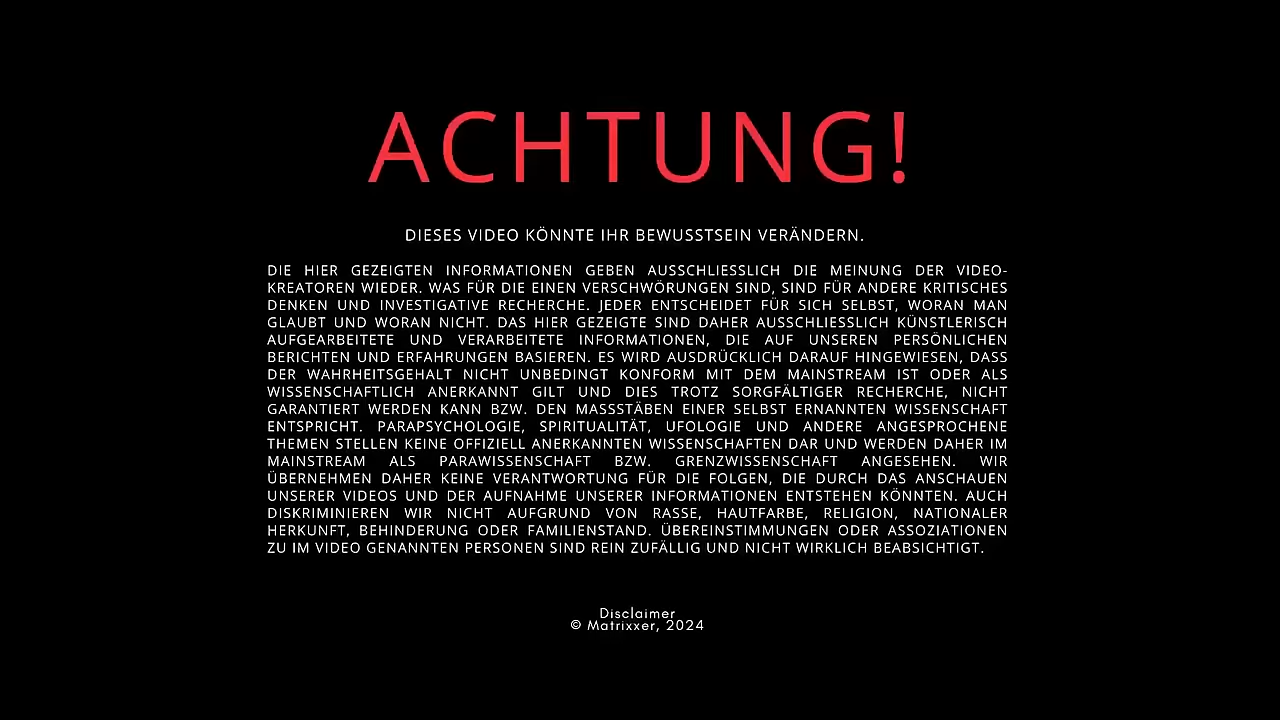 ACHTUNG!
DIESES VIDEO KÖNNTE IHR BEWUSSTSEIN VERÄNDERN.
DIE HIER GEZEIGTEN INFORMATIONEN GEBEN AUSSCHLIESSLICH DIE MEINUNG DER VIDEO-
KREATOREN WIEDER. WAS FÜR DIE EINEN VERSCHWÖRUNGEN SIND, SIND FÜR ANDERE KRITISCHES
DENKEN UND INVESTIGATIVE RECHERCHE. JEDER ENTSCHEIDET FÜR SICH SELBST, WORAN MAN
GLAUBT UND WORAN NICHT. DAS HIER GEZEIGTE SIND DAHER AUSSCHLIESSLICH KÜNSTLERISCH
AUFGEARBEITETE UND VERARBEITETE INFORMATIONEN, DIE AUF UNSEREN PERSÖNLICHEN
BERICHTEN UND ERFAHRUNGEN BASIEREN. ES WIRD AUSDRÜCKLICH DARAUF HINGEWIESEN, DASS
DER WAHRHEITSGEHALT NICHT UNBEDINGT KONFORM MIT DEM MAINSTREAM IST ODER ALS
WISSENSCHAFTLICH ANERKANNT GILT UND DIES TROTZ SORGFÄLTIGER RECHERCHE, NICHT
GARANTIERT WERDEN KANN BZW. DEN MASSSTÄBEN EINER SELBST ERNANNTEN WISSENSCHAFT
ENTSPRICHT. PARAPSYCHOLOGIE, SPIRITUALITÄT, UFOLOGIE UND ANDERE ANGESPROCHENE
THEMEN STELLEN KEINE OFFIZIELL ANERKANNTEN WISSENSCHAFTEN DAR UND WERDEN DAHER IM
MAINSTREAM ALS PARAWISSENSCHAFT BZW. GRENZWISSENSCHAFT ANGESEHEN. WIR
ÜBERNEHMEN DAHER KEINE VERANTWORTUNG FÜR DIE FOLGEN, DIE DURCH DAS ANSCHAUEN
UNSERER VIDEOS UND DER AUFNAHME UNSERER INFORMATIONEN ENTSTEHEN KÖNNTEN. AUCH
DISKRIMINIEREN WIR NICHT AUFGRUND VON RASSE, HAUTFARBE, RELIGION, NATIONALER
HERKUNFT, BEHINDERUNG ODER FAMILIENSTAND. ÜBEREINSTIMMUNGEN ODER ASSOZIATIONEN
ZU IM VIDEO GENANNTEN PERSONEN SIND REIN ZUFÄLLIG UND NICHT WIRKLICH BEABSICHTIGT.
Disclaimer
© Matrixxer, 2024